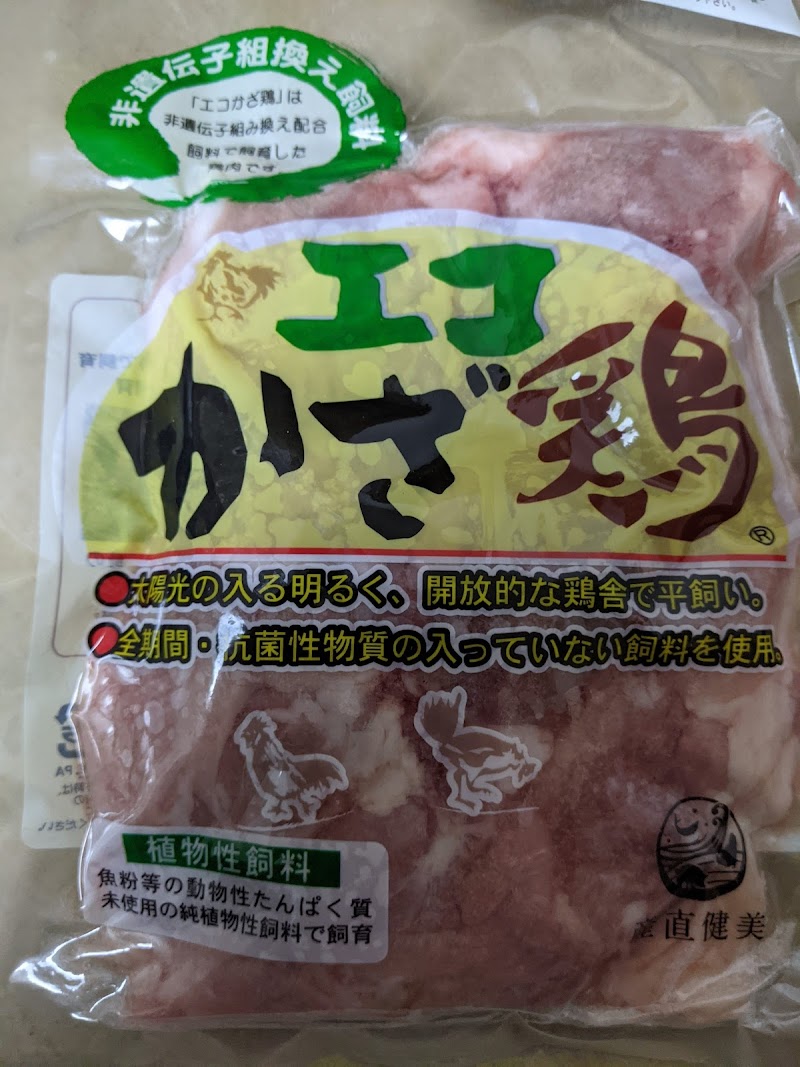 非遺伝子組換え飼料
「エコかざ鶏」は
非遺伝子組み換え配合
飼料で飼育した
鶏肉です
エコ
かざ鶏®
●太陽光の入る明るく、開放的な鶏舎で平飼い。
●全期間・抗菌性物質の入っていない飼料を使用。
植物性飼料
魚粉等の動物性たんぱく質
未使用の純植物性飼料で飼育
産直健美